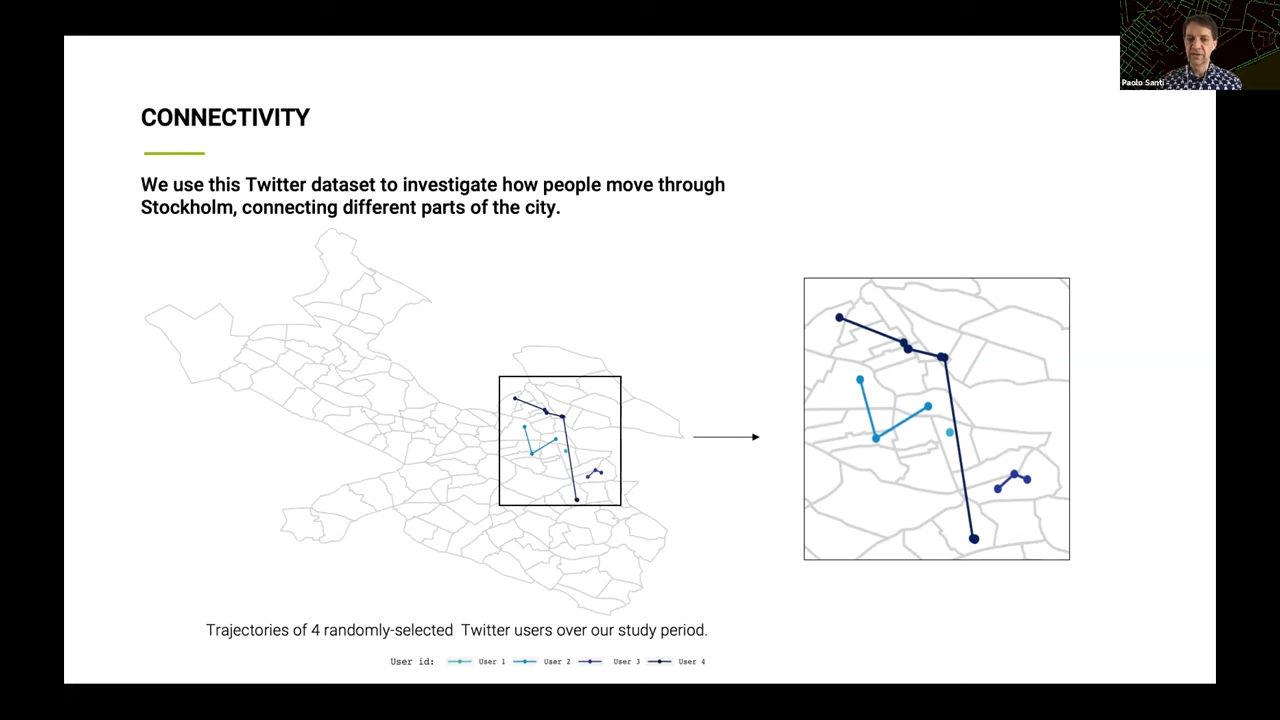 Paolo Santi
CONNECTIVITY
We use this Twitter dataset to investigate how people move through
Stockholm, connecting different parts of the city.
Trajectories of 4 randomly-selected Twitter users over our study period.
User id: User 1 User 2 User 3 User 4